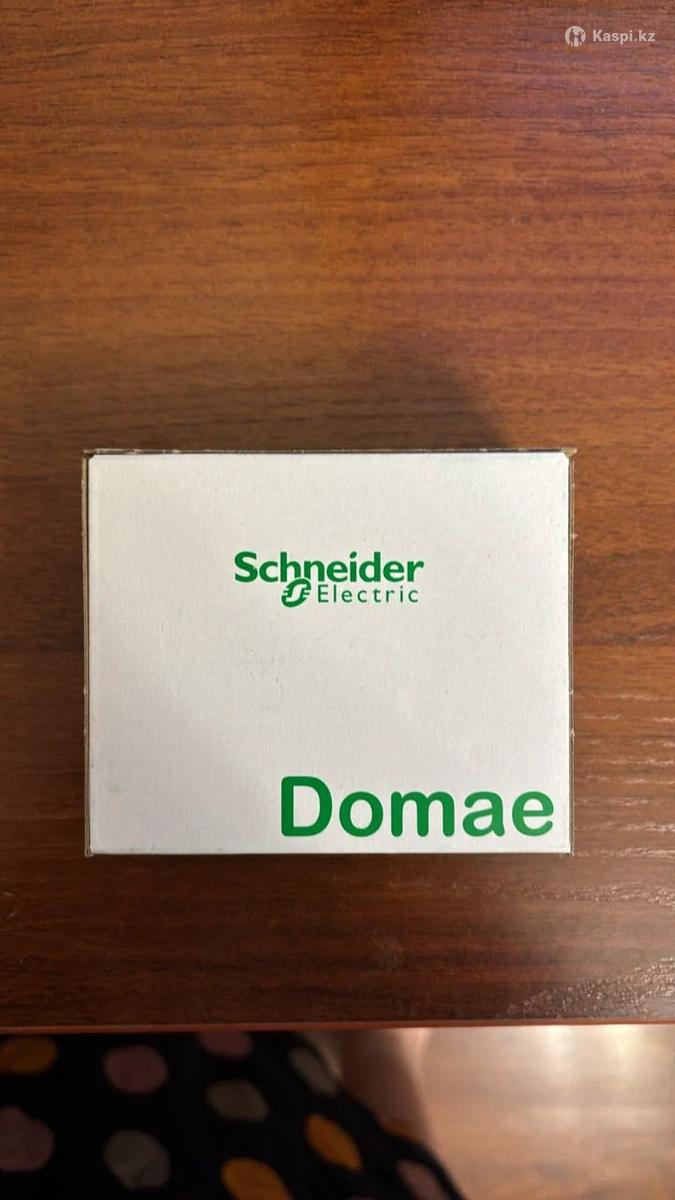 Kaspi.kz
Schneider
Electric
Domae